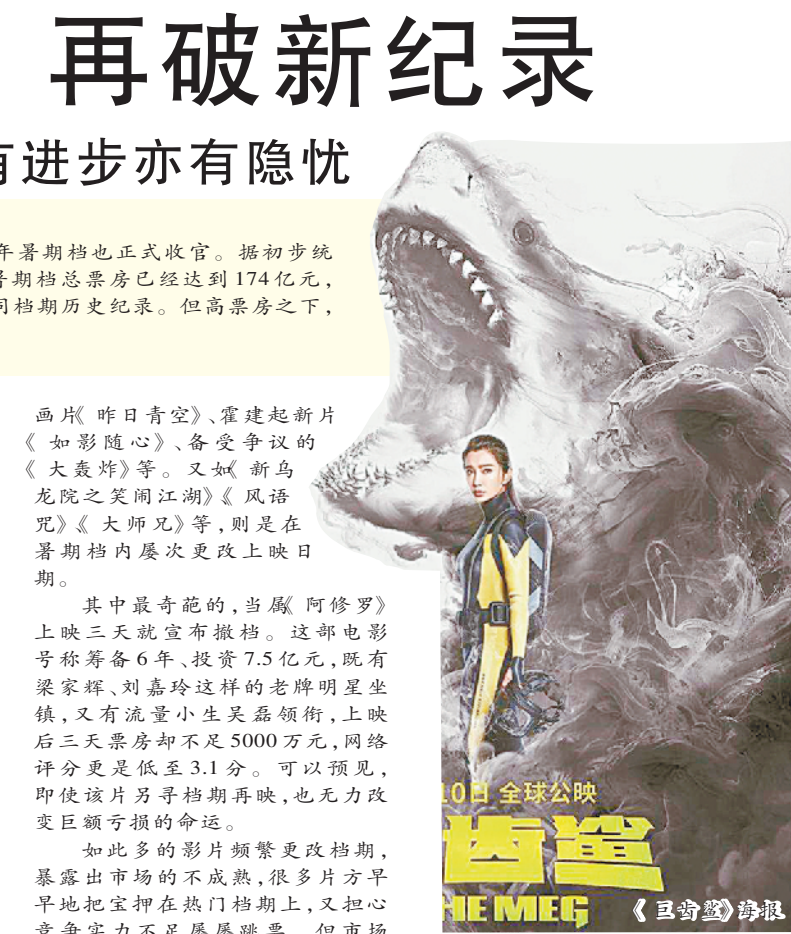 再破新纪录
有进步亦有隐忧
年暑期档也正式收官。据初步统
暑期档总票房已经达到174亿元,
同档期历史纪录。但高票房之下,
画片《昨日青空》、霍建起新片
《如影随心》、备受争议的
《大轰炸》等。又如《新乌
龙院之笑闹江湖》《风语
咒》《大师兄》等,则是在
暑期档内屡次更改上映日
期。
其中最奇葩的,当属《阿修罗》
上映三天就宣布撤档。这部电影
号称筹备6年、投资7.5亿元,既有
梁家辉、刘嘉玲这样的老牌明星坐
镇,又有流量小生吴磊领衔,上映
后三天票房却不足5000万元,网络
评分更是低至3.1分。可以预见,
即使该片另寻档期再映,也无力改
变巨额亏损的命运。
如此多的影片频繁更改档期,
暴露出市场的不成熟,很多片方早
早地把宝押在热门档期上,又担心
竞争实力不足屡屡跳票。但市场
10日 全球公映
齿鲨
HE MEG
《巨齿鲨》海报